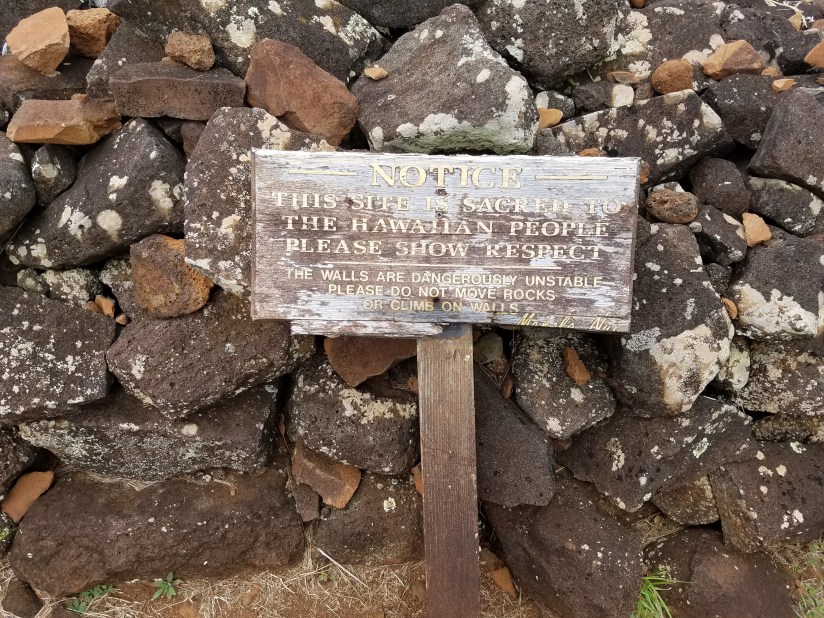 NOTICE
THIS SITE IS SACRED TO
THE HAWAIIAN PEOPLE
PLEASE SHOW RESPECT
THE WALLS ARE DANGEROUSLY UNSTABLE
PLEASE DO NOT MOVE ROCKS
OR CLIMB ON WALLS